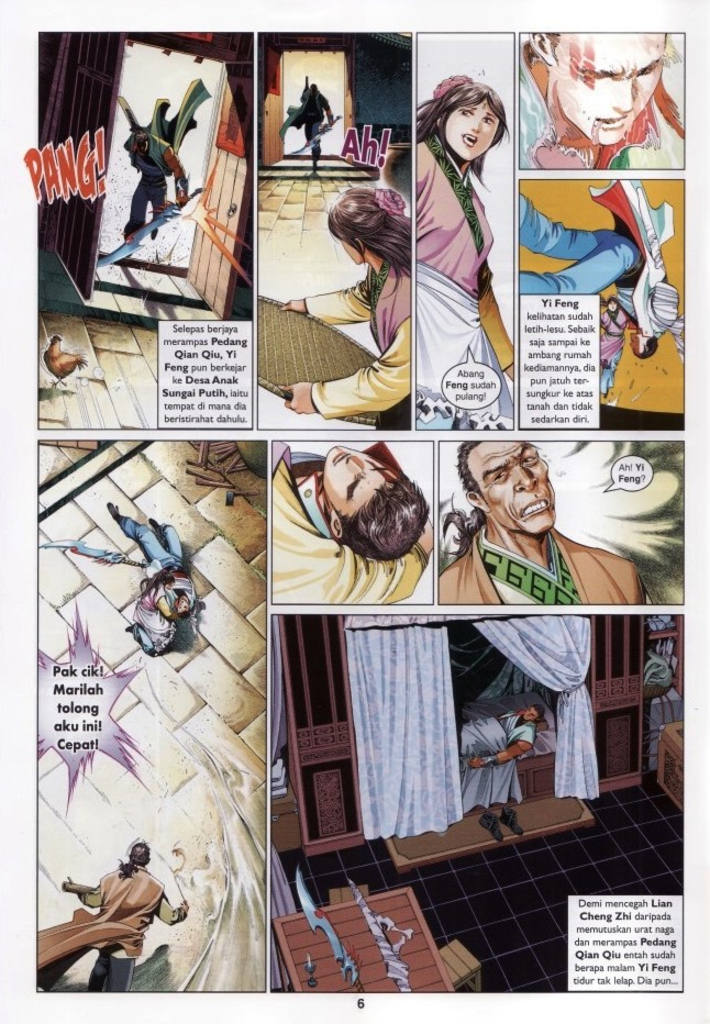 PANG!
Selepas berjaya
merampas Pedang
Qian Qiu, Yi
Feng pun berkejar
ke Desa Anak
Sungai Putih, iaitu
tempat di mana dia
beristirahat dahulu.
Ah!
Abang
Feng sudah
pulang!
Yi Feng
kelihatan sudah
letih-lesu. Sebaik
saja sampai ke
ambang rumah
kediamannya, dia
pun jatuh ter-
sungkur ke atas
tanah dan tidak
sedarkan diri.
Pak cik!
Marilah
tolong
aku ini!
Cepat!
Ah! Yi
Feng?
Demi mencegah Lian
Cheng Zhi daripada
memutuskan urat naga
dan merampas Pedang
Qian Qiu entah sudah
berapa malam Yi Feng
tidur tak lelap. Dia pun...
6